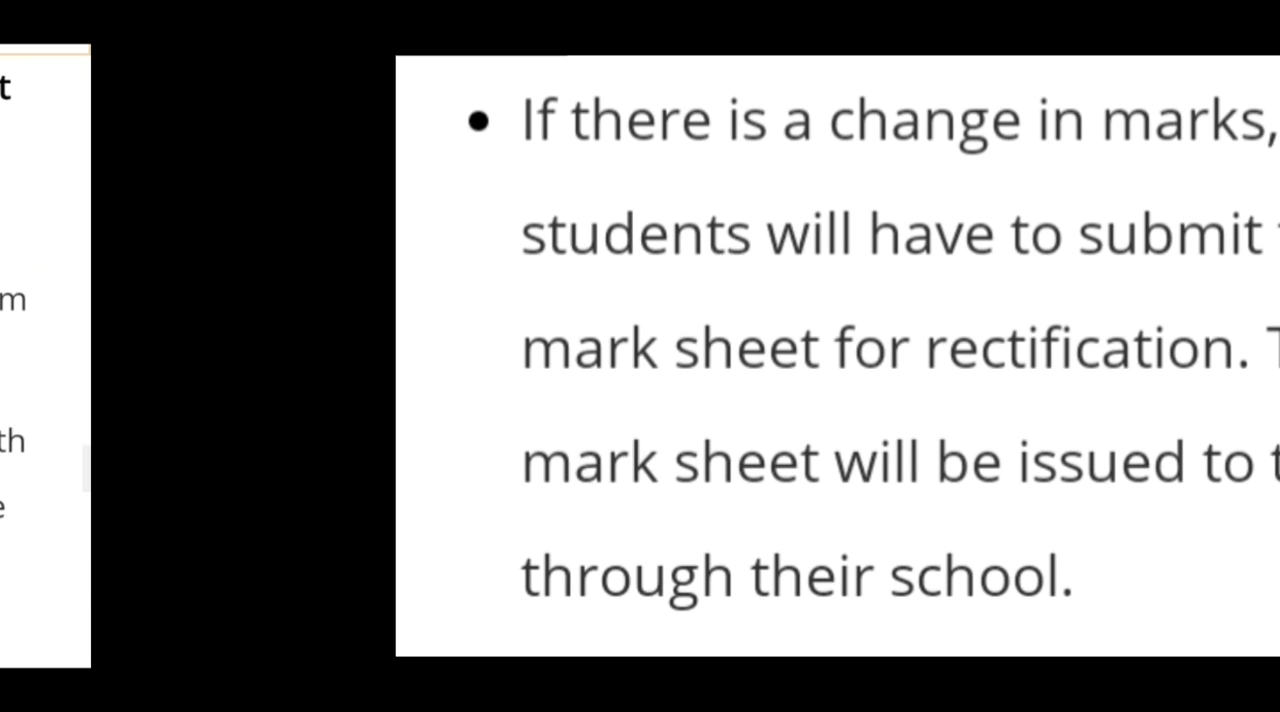 t
m
th
e
• If there is a change in marks,
students will have to submit
mark sheet for rectification.
mark sheet will be issued to
through their school.